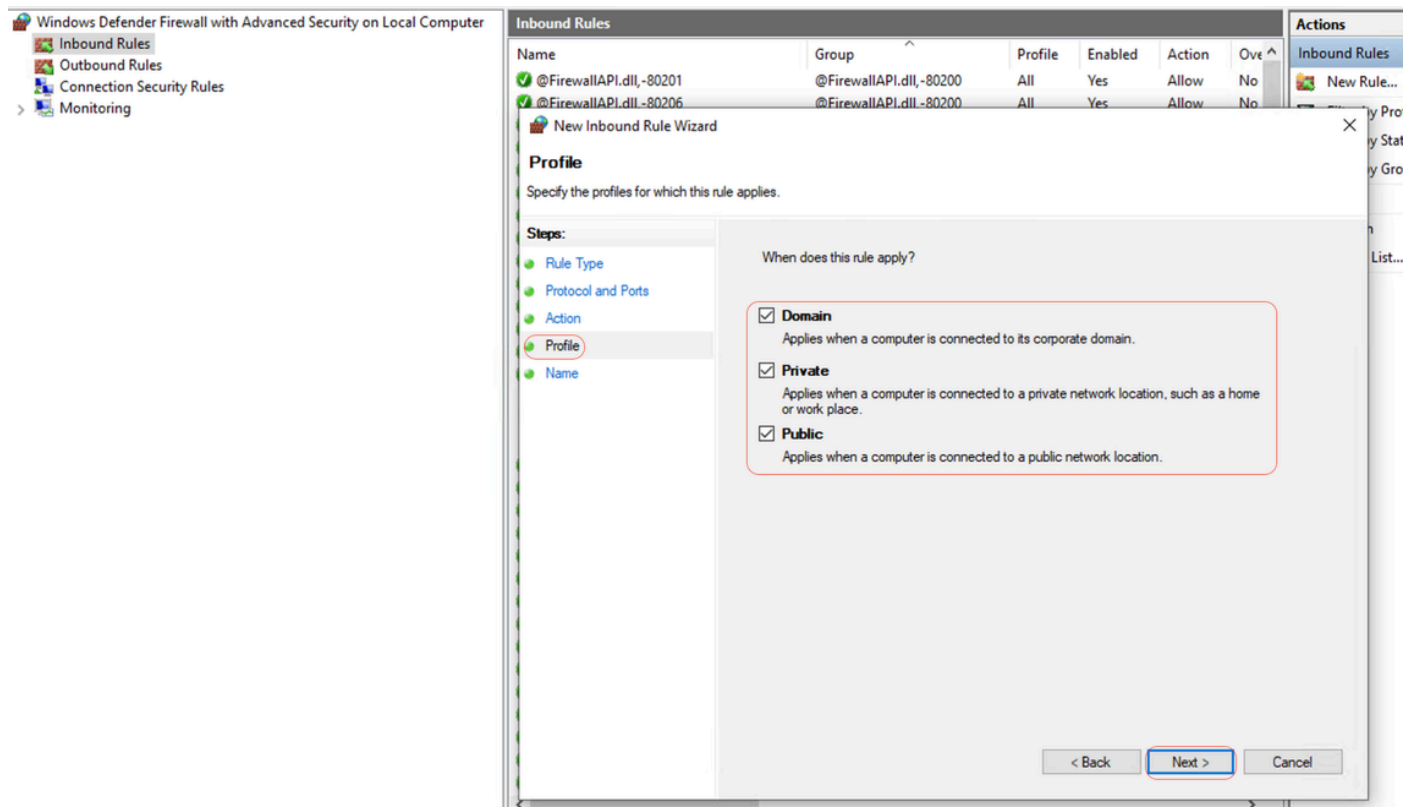 Windows Defender Firewall with Advanced Security on Local Computer
Inbound Rules
Outbound Rules
Connection Security Rules
Monitoring
Inbound Rules
Name Group Profile Enabled Action Ove
@FirewallAPI.dll,-80201 @FirewallAPI.dll,-80200 All Yes Allow No
@FirewallAPI.dll,-80206 @FirewallAPI.dll,-80200 All Yes Allow No
New Inbound Rule Wizard
Profile
Specify the profiles for which this rule applies.
Steps:
Rule Type
Protocol and Ports
Action
Profile
Name
When does this rule apply?
Domain
Applies when a computer is connected to its corporate domain.
Private
Applies when a computer is connected to a private network location, such as a home
or work place.
Public
Applies when a computer is connected to a public network location.
< Back Next > Cancel
Actions
Inbound Rules
New Rule...
y Pro
y Stat
y Gro
List...